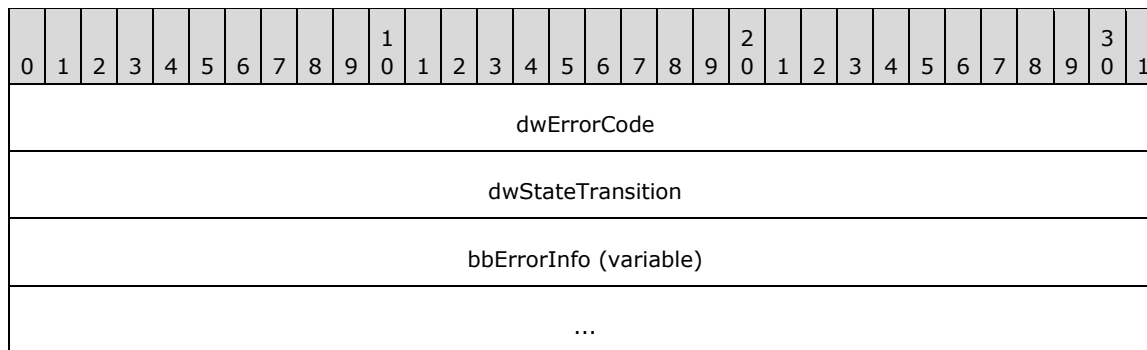 1 2 3
0 1 2 3 4 5 6 7 8 9 0 1 2 3 4 5 6 7 8 9 0 1 2 3 4 5 6 7 8 9 0 1
dwErrorCode
dwStateTransition
bbErrorInfo (variable)
...